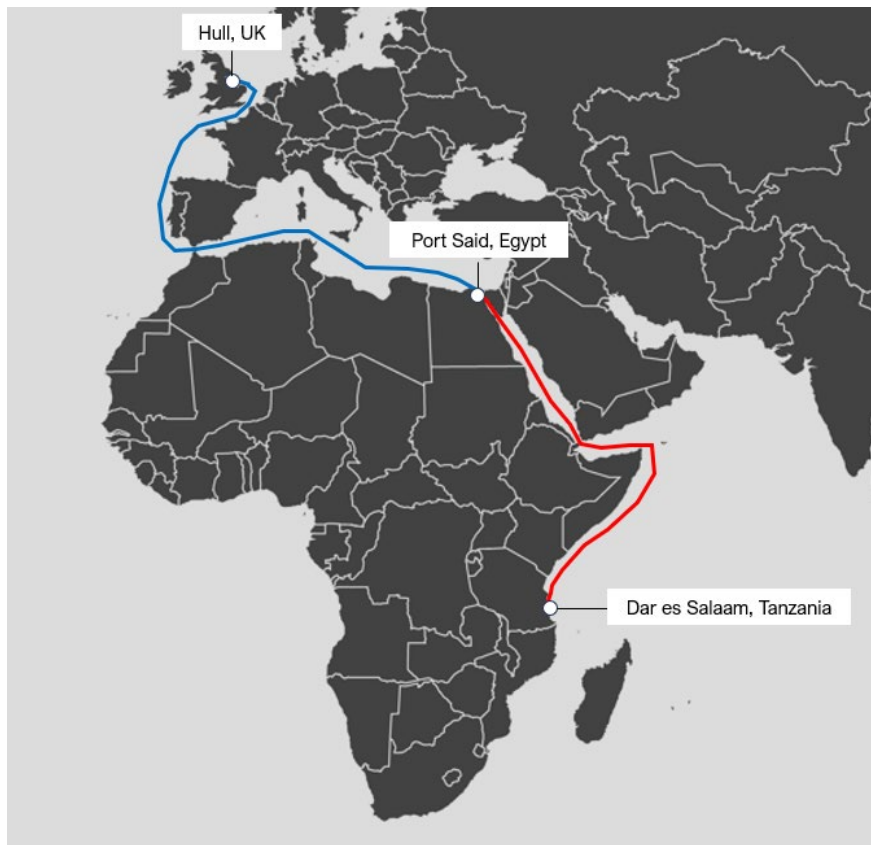 Hull, UK
Port Said, Egypt
Dar es Salaam, Tanzania